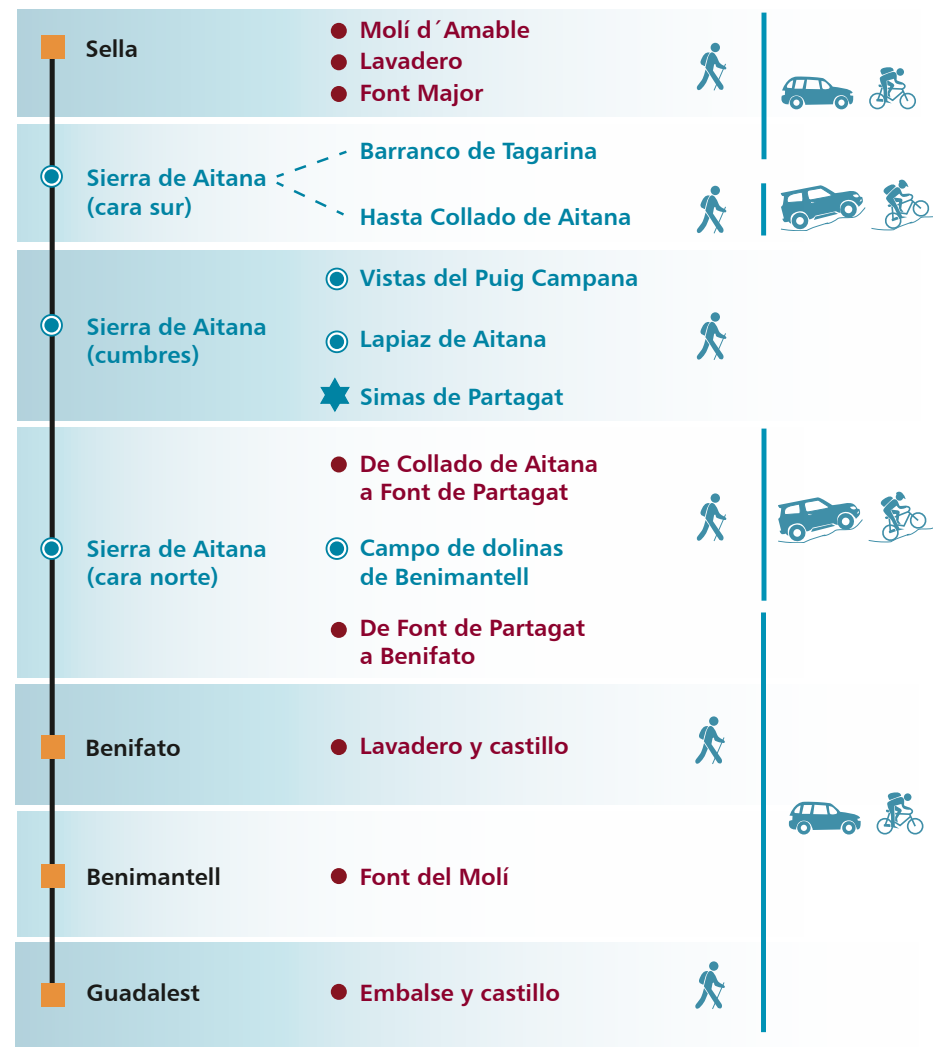 Sella
Molí d´Amable
Lavadero
Font Major
Sierra de Aitana
(cara sur)
Barranco de Tagarina
Hasta Collado de Aitana
Sierra de Aitana
(cumbres)
Vistas del Puig Campana
Lapiaz de Aitana
Simas de Partagat
Sierra de Aitana
(cara norte)
De Collado de Aitana
a Font de Partagat
Campo de dolinas
de Benimantell
De Font de Partagat
a Benifato
Benifato
Lavadero y castillo
Benimantell
Font del Molí
Guadalest
Embalse y castillo